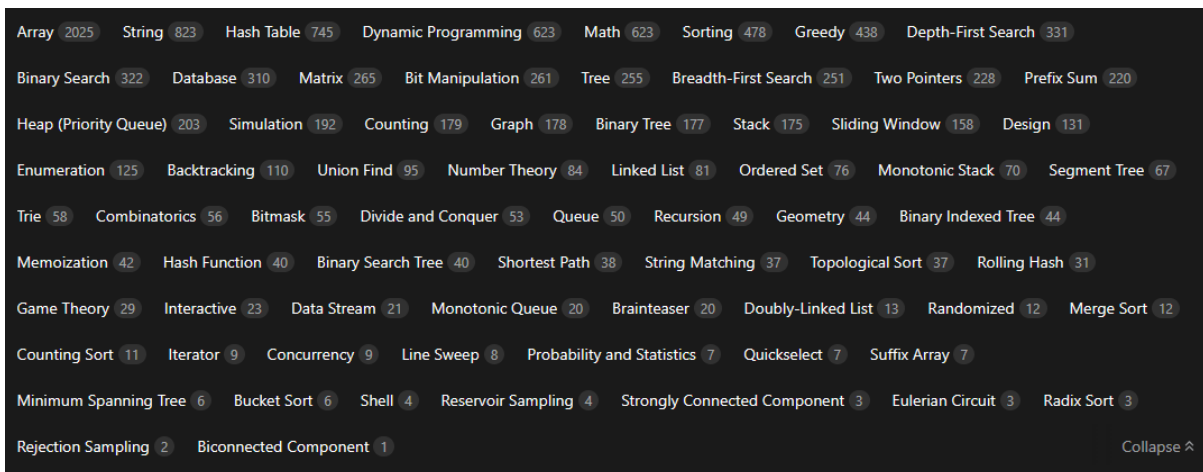 Array 2025 String 823 Hash Table 745 Dynamic Programming 623 Math 623 Sorting 478 Greedy 438 Depth-First Search 331
Binary Search 322 Database 310 Matrix 265 Bit Manipulation 261 Tree 255 Breadth-First Search 251 Two Pointers 228 Prefix Sum 220
Heap (Priority Queue) 203 Simulation 192 Counting 179 Graph 178 Binary Tree 177 Stack 175 Sliding Window 158 Design 131
Enumeration 125 Backtracking 110 Union Find 95 Number Theory 84 Linked List 81 Ordered Set 76 Monotonic Stack 70 Segment Tree 67
Trie 58 Combinatorics 56 Bitmask 55 Divide and Conquer 53 Queue 50 Recursion 49 Geometry 44 Binary Indexed Tree 44
Memoization 42 Hash Function 40 Binary Search Tree 40 Shortest Path 38 String Matching 37 Topological Sort 37 Rolling Hash 31
Game Theory 29 Interactive 23 Data Stream 21 Monotonic Queue 20 Brainteaser 20 Doubly-Linked List 13 Randomized 12 Merge Sort 12
Counting Sort 11 Iterator 9 Concurrency 9 Line Sweep 8 Probability and Statistics 7 Quickselect 7 Suffix Array 7
Minimum Spanning Tree 6 Bucket Sort 6 Shell 4 Reservoir Sampling 4 Strongly Connected Component 3 Eulerian Circuit 3 Radix Sort 3
Rejection Sampling 2 Biconnected Component 1 Collapse